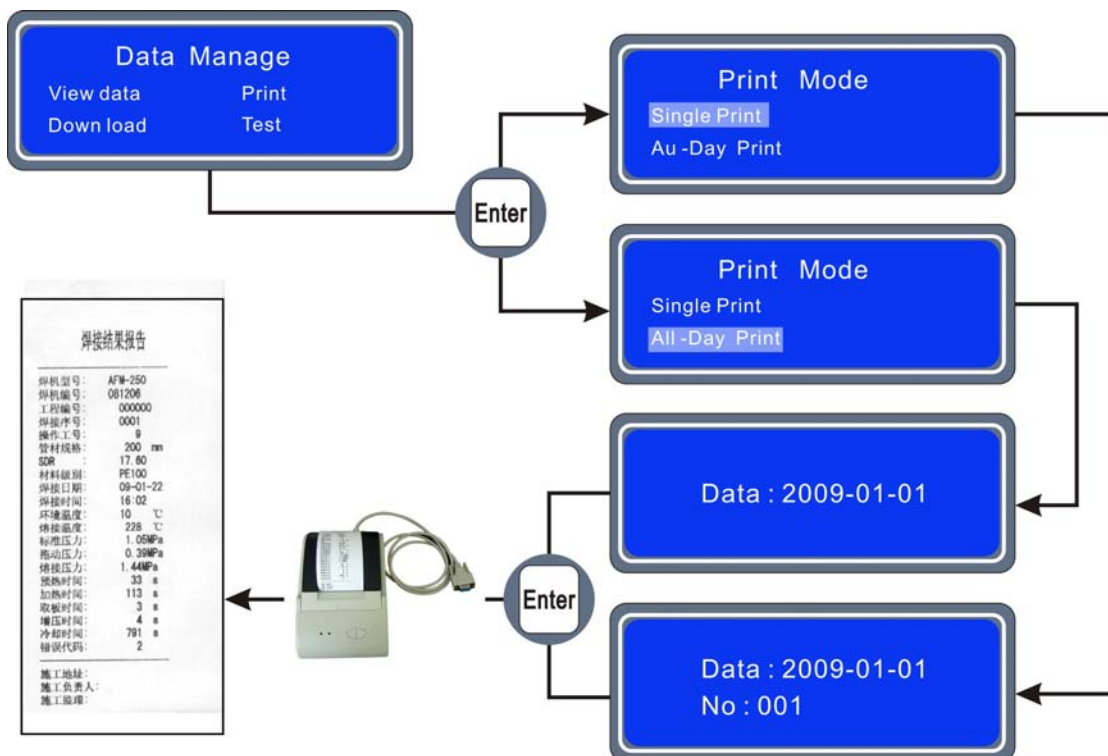 Data Manage
View data Print
Down load Test
Enter
Print Mode
Single Print
Au -Day Print
Print Mode
Single Print
All -Day Print
Data : 2009-01-01
Enter
Data : 2009-01-01
No : 001
焊接结果报告
焊机型号: AFM-250
焊机编号: 081206
工程编号: 000000
焊接序号: 0001
操作工号: 9
管材规格: 200 mm
SDR : 17.60
材料级别: PE100
焊接日期: 09-01-22
焊接时间: 16:02
环境温度: 10 ℃
熔接温度: 228 ℃
标准压力: 1.05MPa
拖动压力: 0.39MPa
熔接压力: 1.44MPa
预热时间: 33 s
加热时间: 113 s
取板时间: 3 s
增压时间: 4 s
冷却时间: 791 s
错误代码: 2
施工地址:
施工负责人:
施工监理: